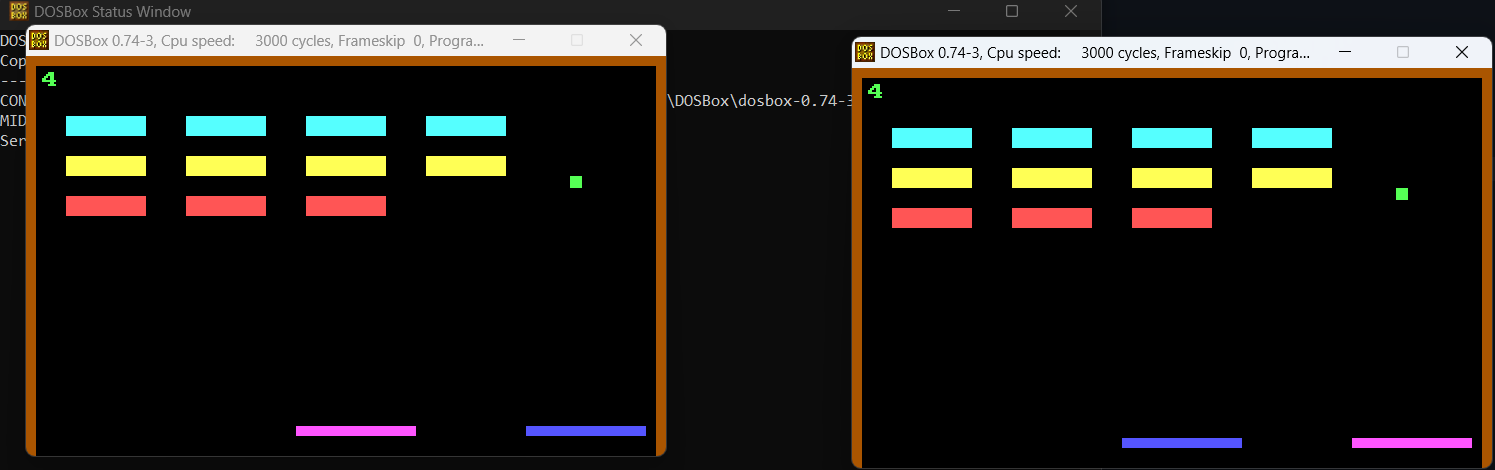 DOSBox Status Window
DOSBox 0.74-3, Cpu speed: 3000 cycles, Frameskip 0, Progra...
4
DOS
Cop
---
CON
MID
Ser
\DOSBox\dosbox-0.74-3
DOSBox 0.74-3, Cpu speed: 3000 cycles, Frameskip 0, Progra...
4